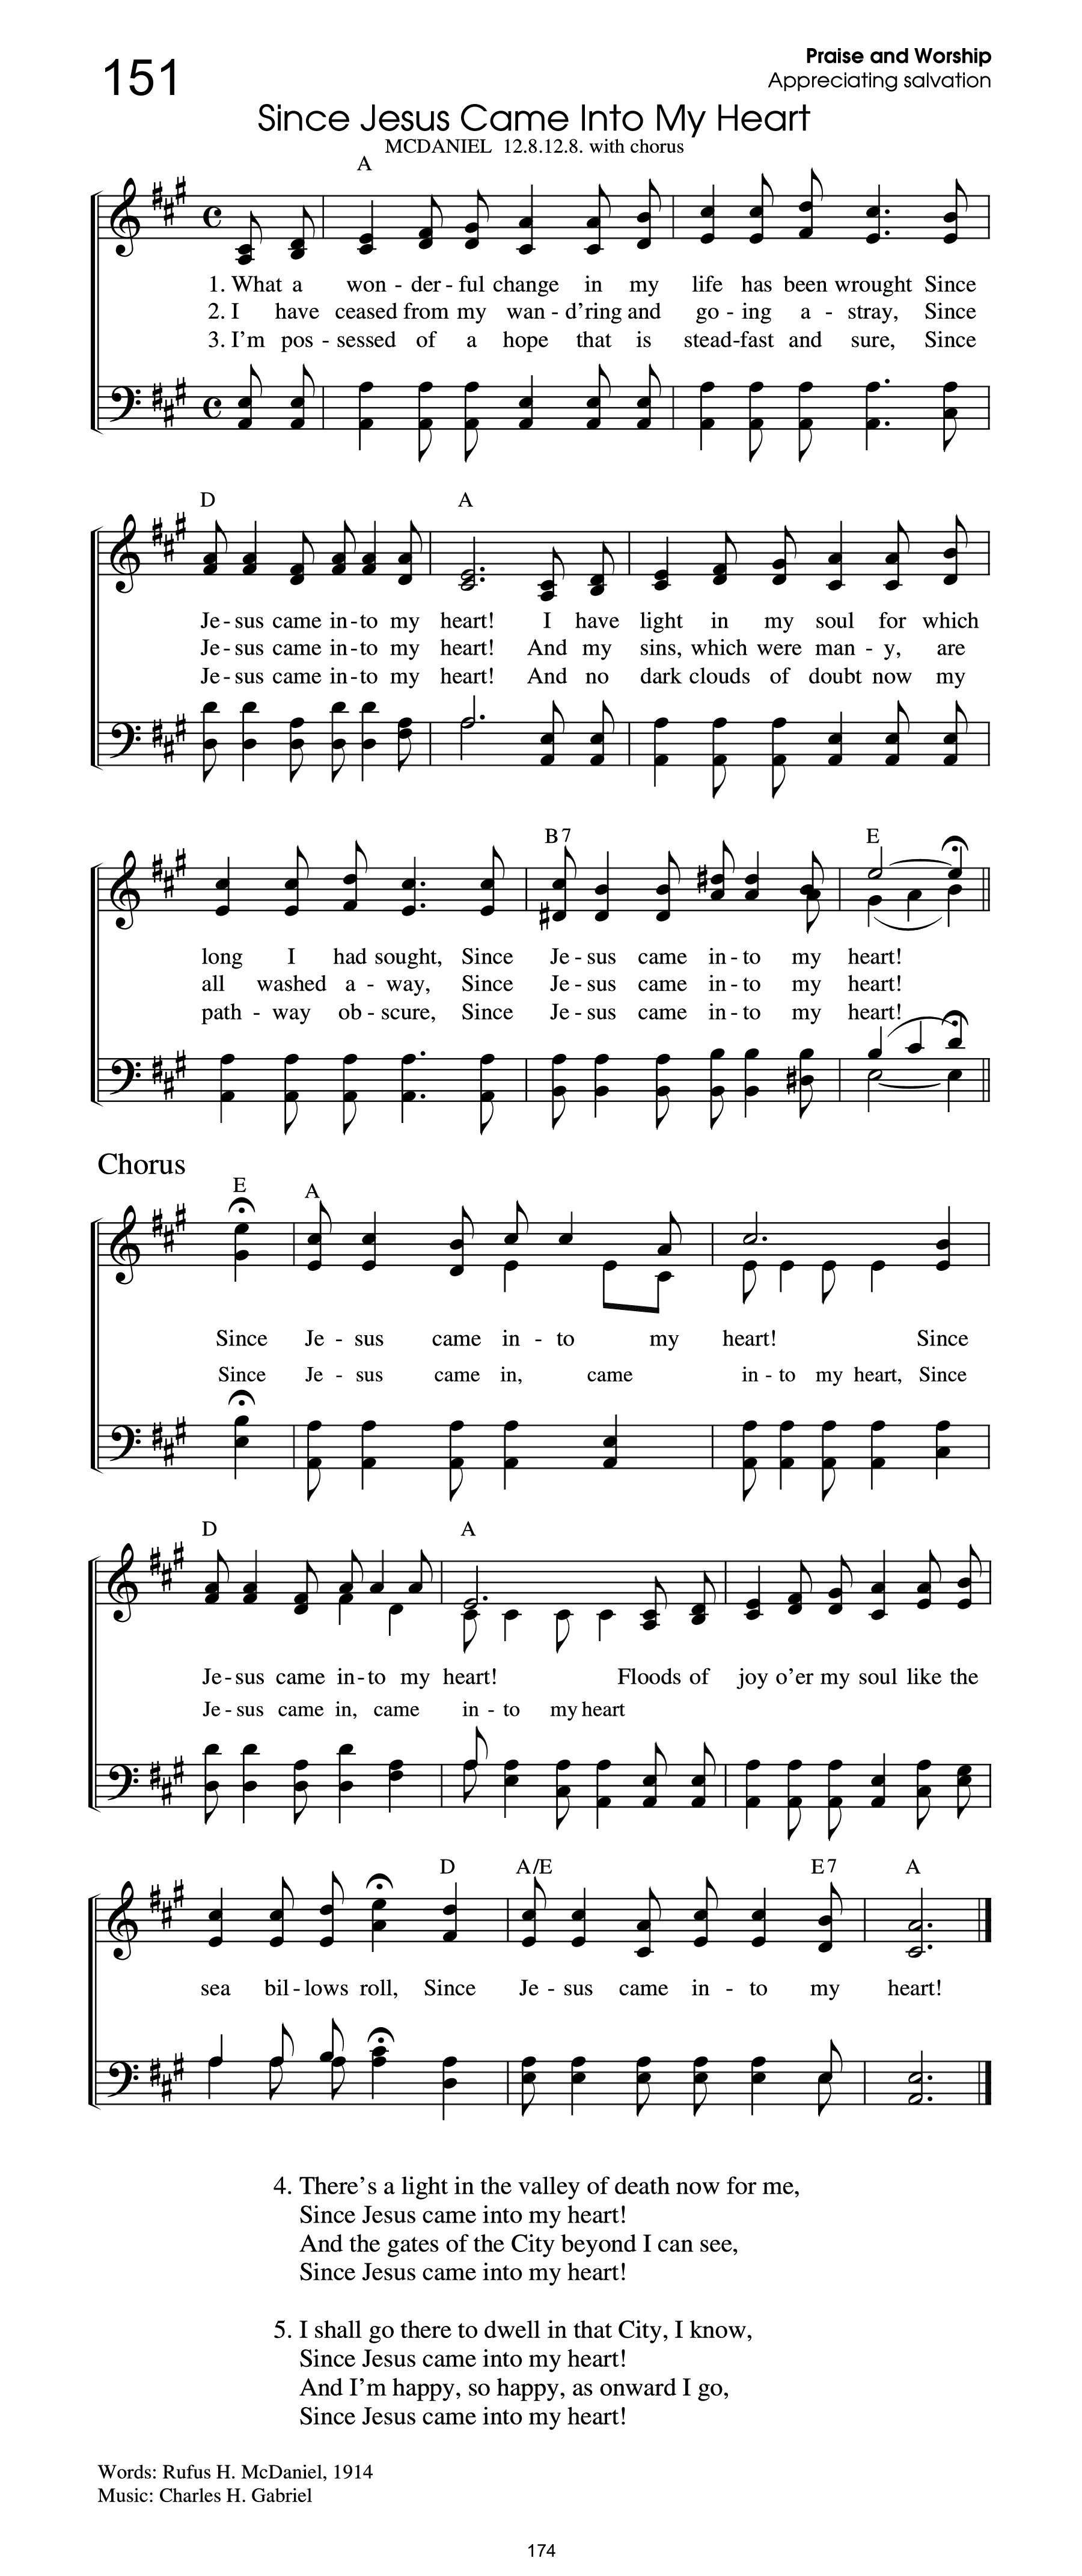 151
Praise and Worship
Appreciating salvation
Since Jesus Came Into My Heart
MCDANIEL 12.8.12.8. with chorus
A
1. What a won - der - ful change in my life has been wrought Since
2. I have ceased from my wan - d’ring and go - ing a - stray, Since
3. I’m pos - sessed of a hope that is stead-fast and sure, Since
D A
Je - sus came in - to my heart! I have light in my soul for which
Je - sus came in - to my heart! And my sins, which were man - y, are
Je - sus came in - to my heart! And no dark clouds of doubt now my
B7 E
long I had sought, Since Je - sus came in - to my heart!
all washed a - way, Since Je - sus came in - to my heart!
path - way ob - scure, Since Je - sus came in - to my heart!
Chorus
E A
Since Je - sus came in - to my heart! Since
Since Je - sus came in, came in - to my heart, Since
D A
Je - sus came in - to my heart! Floods of joy o’er my soul like the
Je - sus came in, came in - to my heart
D A/E E7 A
sea bil - lows roll, Since Je - sus came in - to my heart!
4. There’s a light in the valley of death now for me,
Since Jesus came into my heart!
And the gates of the City beyond I can see,
Since Jesus came into my heart!
5. I shall go there to dwell in that City, I know,
Since Jesus came into my heart!
And I’m happy, so happy, as onward I go,
Since Jesus came into my heart!
Words: Rufus H. McDaniel, 1914
Music: Charles H. Gabriel
174